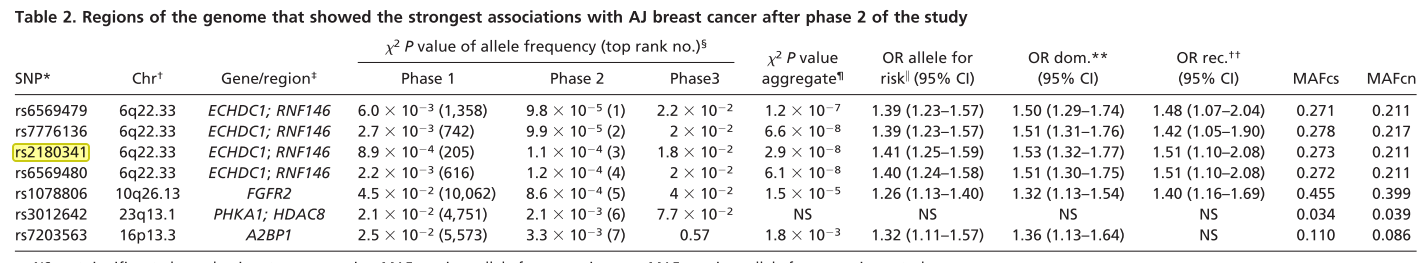 Table 2. Regions of the genome that showed the strongest associations with AJ breast cancer after phase 2 of the study
χ² P value of allele frequency (top rank no.)§
χ² P value OR allele for OR dom.** OR rec.††
SNP* Chr† Gene/region‡ Phase 1 Phase 2 Phase3 aggregate¶ risk‖ (95% CI) (95% CI) (95% CI) MAFcs MAFcn
rs6569479 6q22.33 ECHDC1; RNF146 6.0 × 10⁻³ (1,358) 9.8 × 10⁻⁵ (1) 2.2 × 10⁻² 1.2 × 10⁻⁷ 1.39 (1.23–1.57) 1.50 (1.29–1.74) 1.48 (1.07–2.04) 0.271 0.211
rs7776136 6q22.33 ECHDC1; RNF146 2.7 × 10⁻³ (742) 9.9 × 10⁻⁵ (2) 2 × 10⁻² 6.6 × 10⁻⁸ 1.39 (1.23–1.57) 1.51 (1.31–1.76) 1.42 (1.05–1.90) 0.278 0.217
rs2180341 6q22.33 ECHDC1; RNF146 8.9 × 10⁻⁴ (205) 1.1 × 10⁻⁴ (3) 1.8 × 10⁻² 2.9 × 10⁻⁸ 1.41 (1.25–1.59) 1.53 (1.32–1.77) 1.51 (1.10–2.08) 0.273 0.211
rs6569480 6q22.33 ECHDC1; RNF146 2.2 × 10⁻³ (616) 1.2 × 10⁻⁴ (4) 2 × 10⁻² 6.1 × 10⁻⁸ 1.40 (1.24–1.58) 1.51 (1.30–1.75) 1.51 (1.10–2.08) 0.272 0.211
rs1078806 10q26.13 FGFR2 4.5 × 10⁻² (10,062) 8.6 × 10⁻⁴ (5) 4 × 10⁻² 1.5 × 10⁻⁵ 1.26 (1.13–1.40) 1.32 (1.13–1.54) 1.40 (1.16–1.69) 0.455 0.399
rs3012642 23q13.1 PHKA1; HDAC8 2.1 × 10⁻² (4,751) 2.1 × 10⁻³ (6) 7.7 × 10⁻² NS NS NS NS 0.034 0.039
rs7203563 16p13.3 A2BP1 2.5 × 10⁻² (5,573) 3.3 × 10⁻³ (7) 0.57 1.8 × 10⁻³ 1.32 (1.11–1.57) 1.36 (1.13–1.64) NS 0.110 0.086